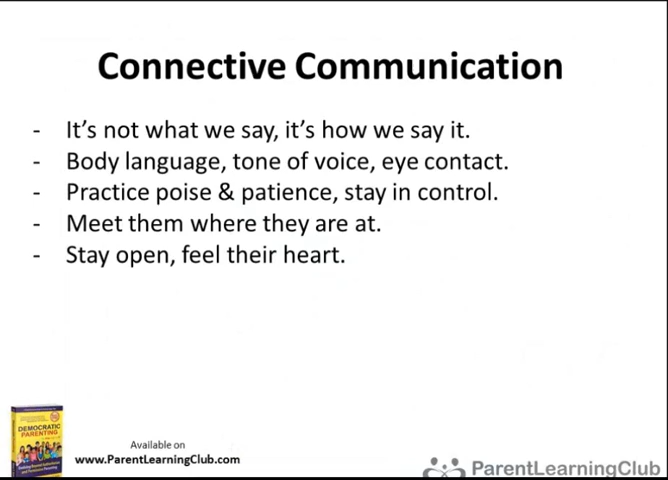 Connective Communication
- It's not what we say, it's how we say it.
- Body language, tone of voice, eye contact.
- Practice poise & patience, stay in control.
- Meet them where they are at.
- Stay open, feel their heart.
DEMOCRATIC
PARENTING
Available on
www.ParentLearningClub.com
ParentLearningClub